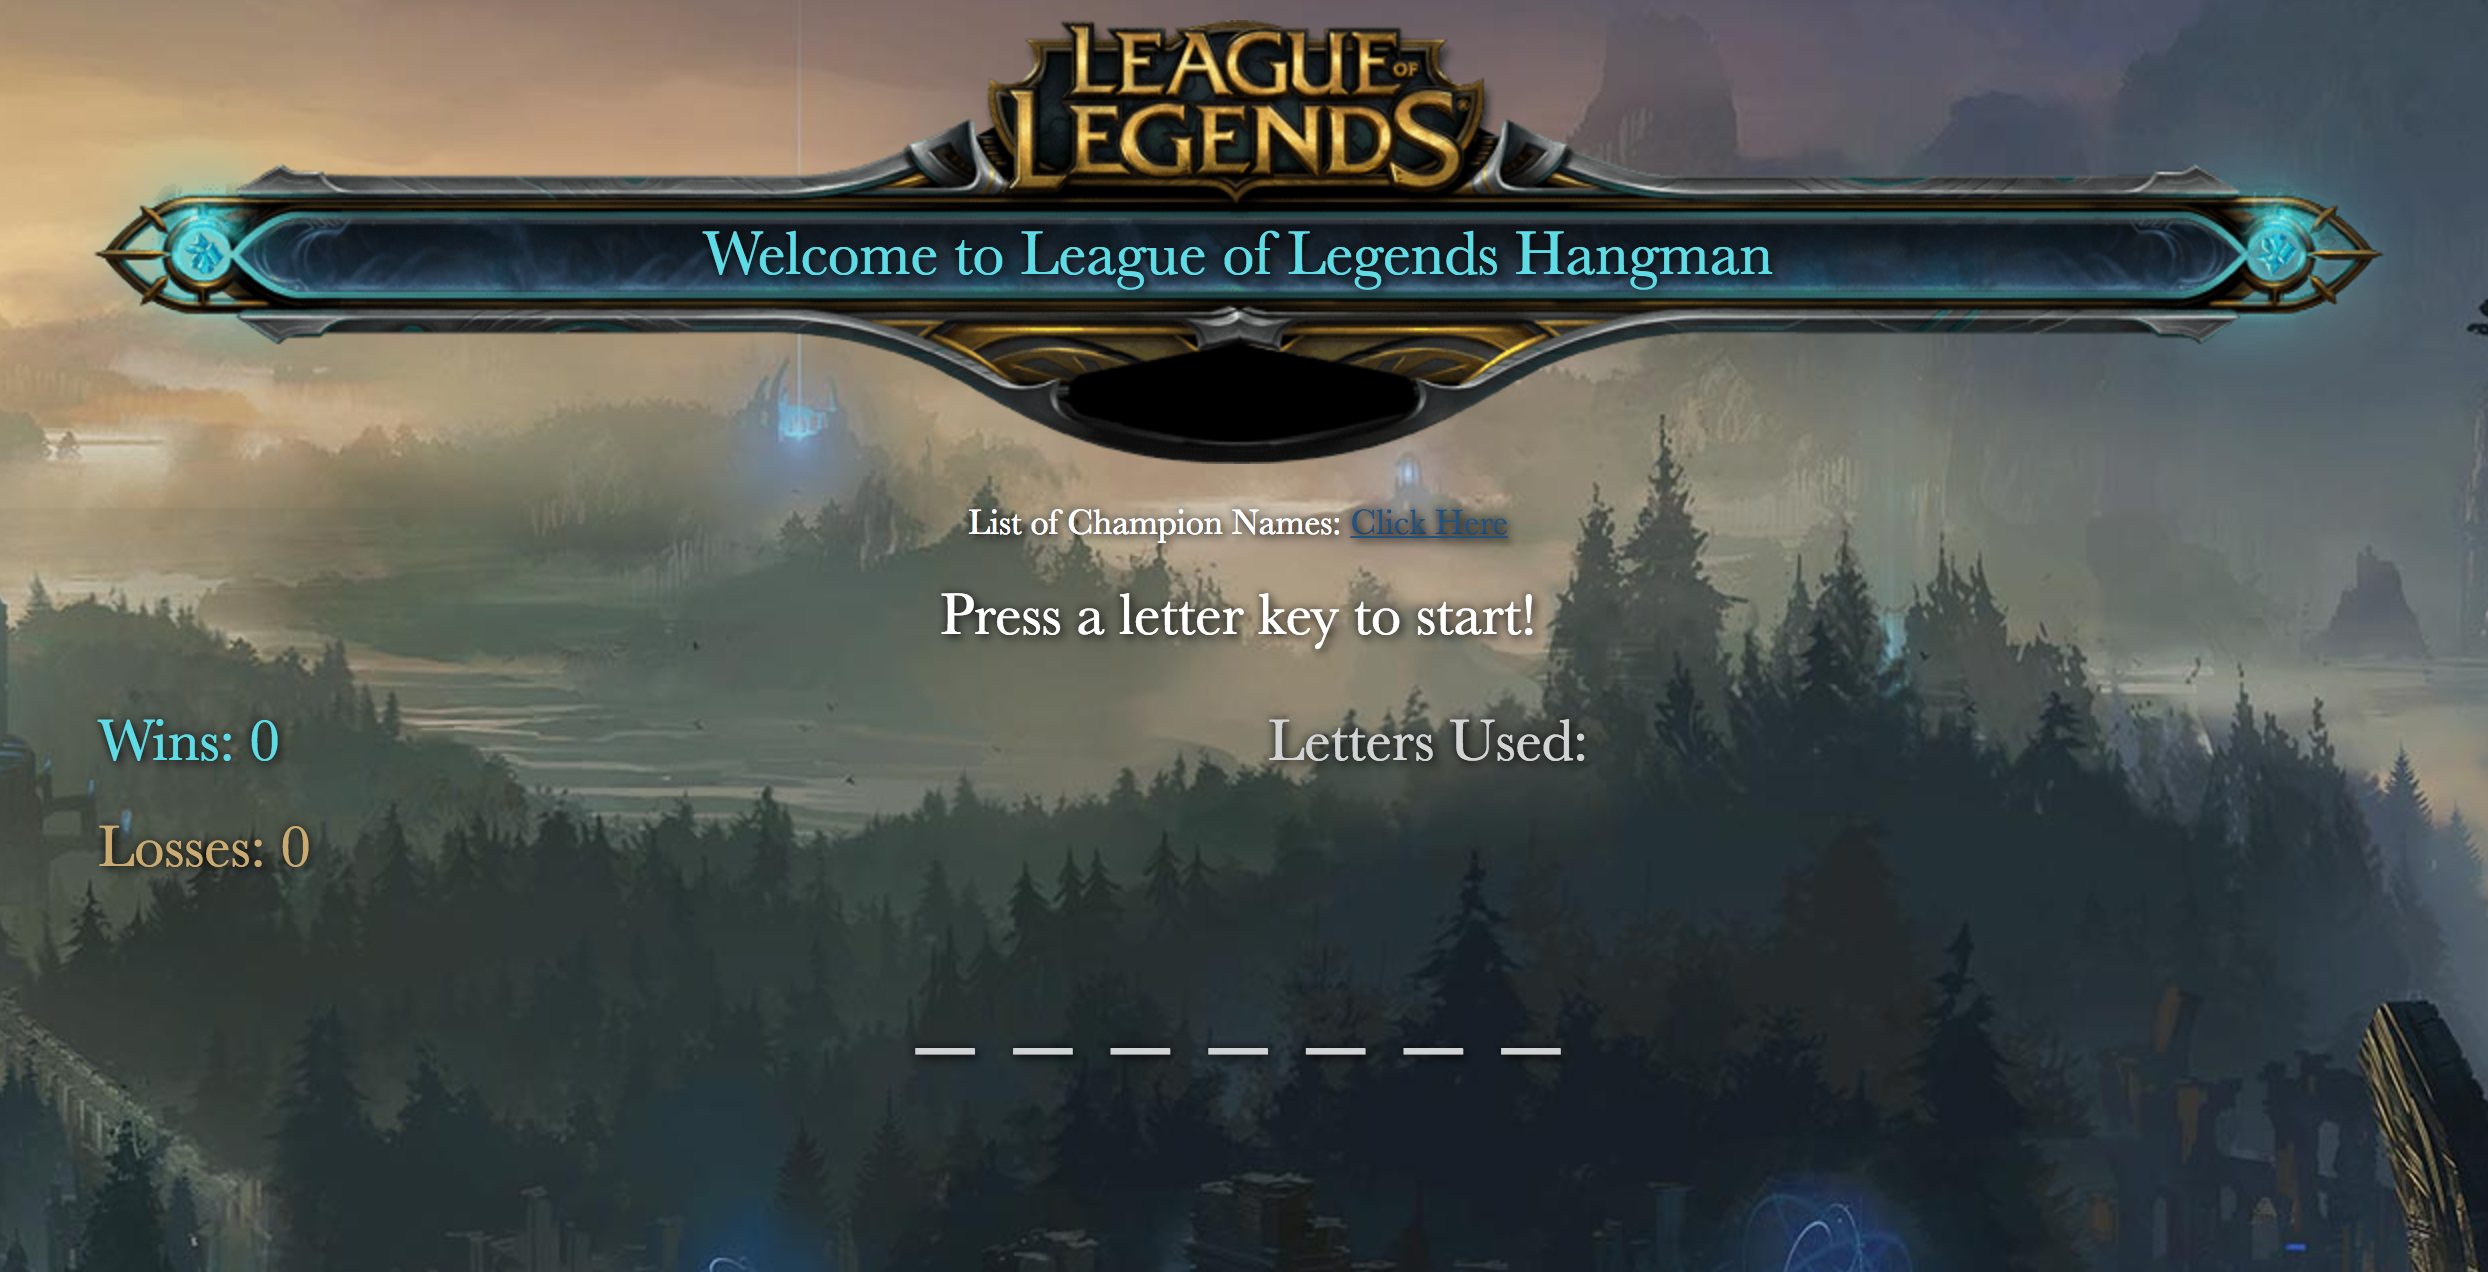 LEAGUE OF
LEGENDS
Welcome to League of Legends Hangman
List of Champion Names: Click Here
Press a letter key to start!
Wins: 0
Letters Used:
Losses: 0
_ _ _ _ _ _ _